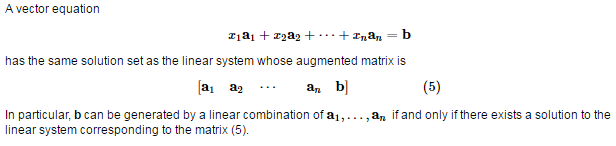 A vector equation
x₁a₁ + x₂a₂ + ··· + xₙaₙ = b
has the same solution set as the linear system whose augmented matrix is
[a₁ a₂ ··· aₙ b] (5)
In particular, b can be generated by a linear combination of a₁, . . . , aₙ if and only if there exists a solution to the
linear system corresponding to the matrix (5).